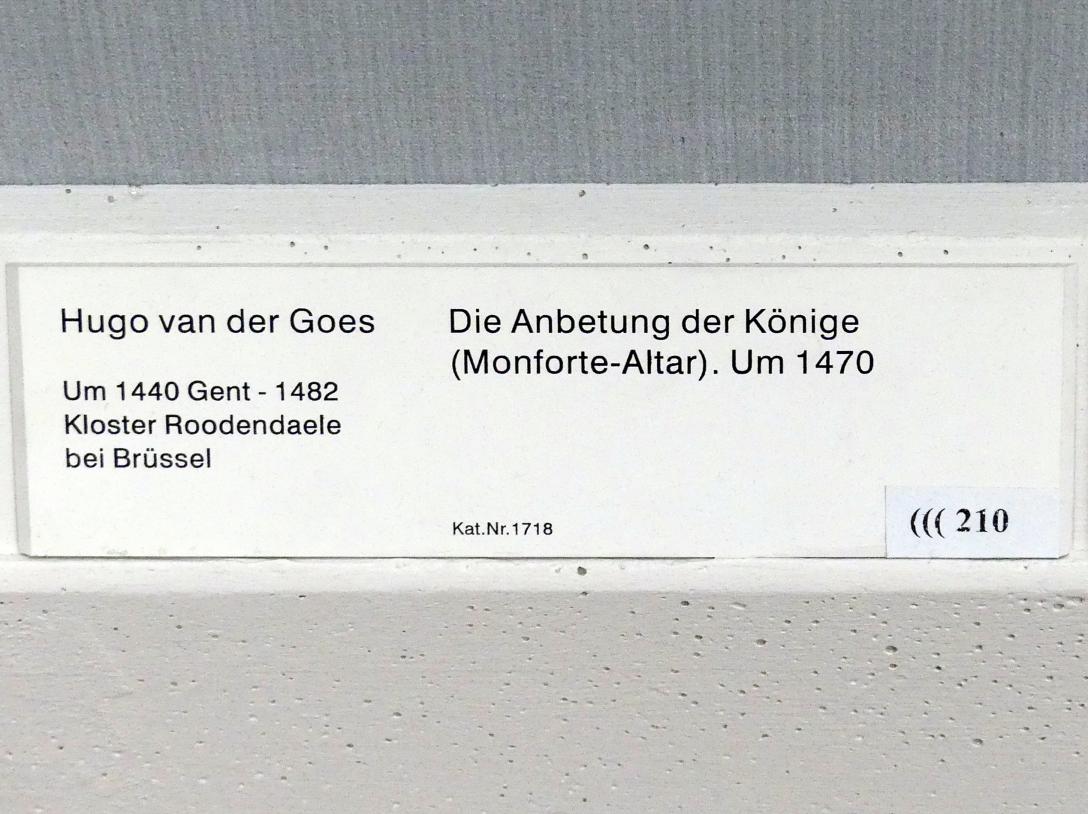 Hugo van der Goes
Um 1440 Gent - 1482
Kloster Roodendaele
bei Brüssel
Die Anbetung der Könige
(Monforte-Altar). Um 1470
Kat.Nr.1718
((( 210